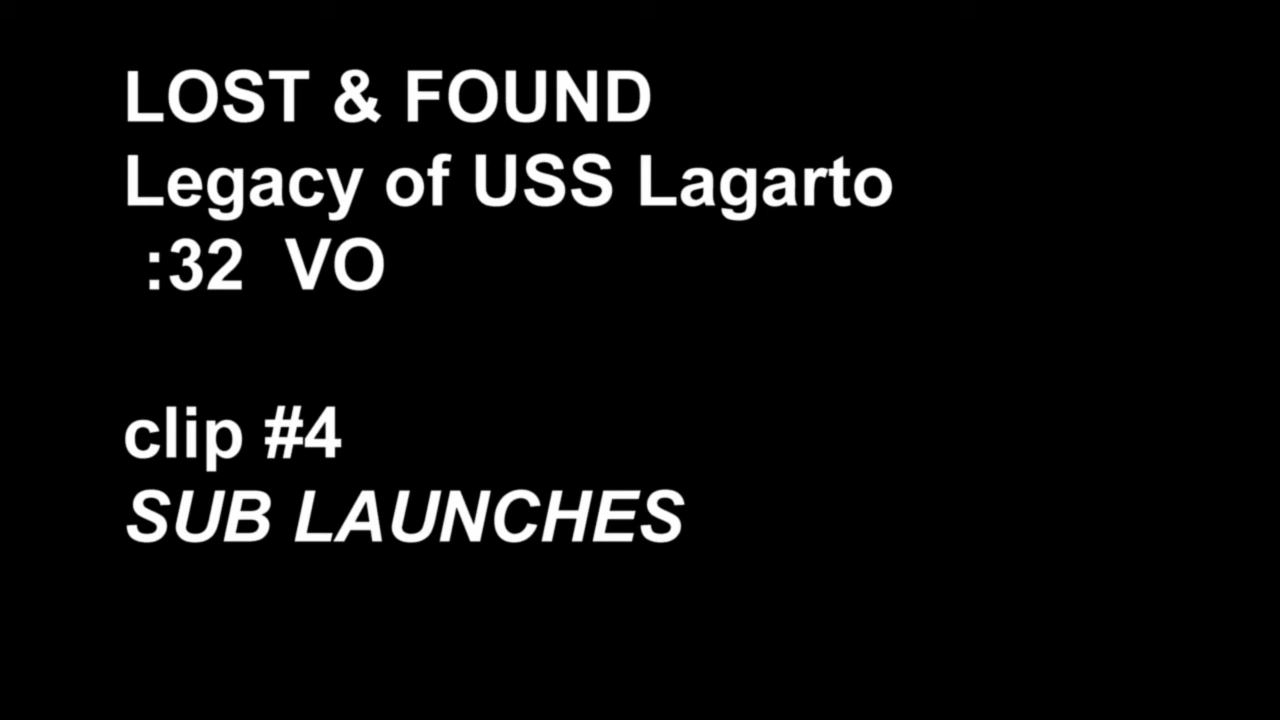 LOST & FOUND
Legacy of USS Lagarto
:32 VO
clip #4
SUB LAUNCHES